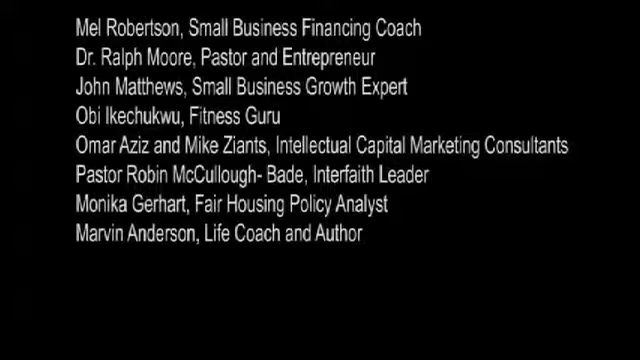 Mel Robertson, Small Business Financing Coach
Dr. Ralph Moore, Pastor and Entrepreneur
John Matthews, Small Business Growth Expert
Obi Ikechukwu, Fitness Guru
Omar Aziz and Mike Ziants, Intellectual Capital Marketing Consultants
Pastor Robin McCullough- Bade, Interfaith Leader
Monika Gerhart, Fair Housing Policy Analyst
Marvin Anderson, Life Coach and Author